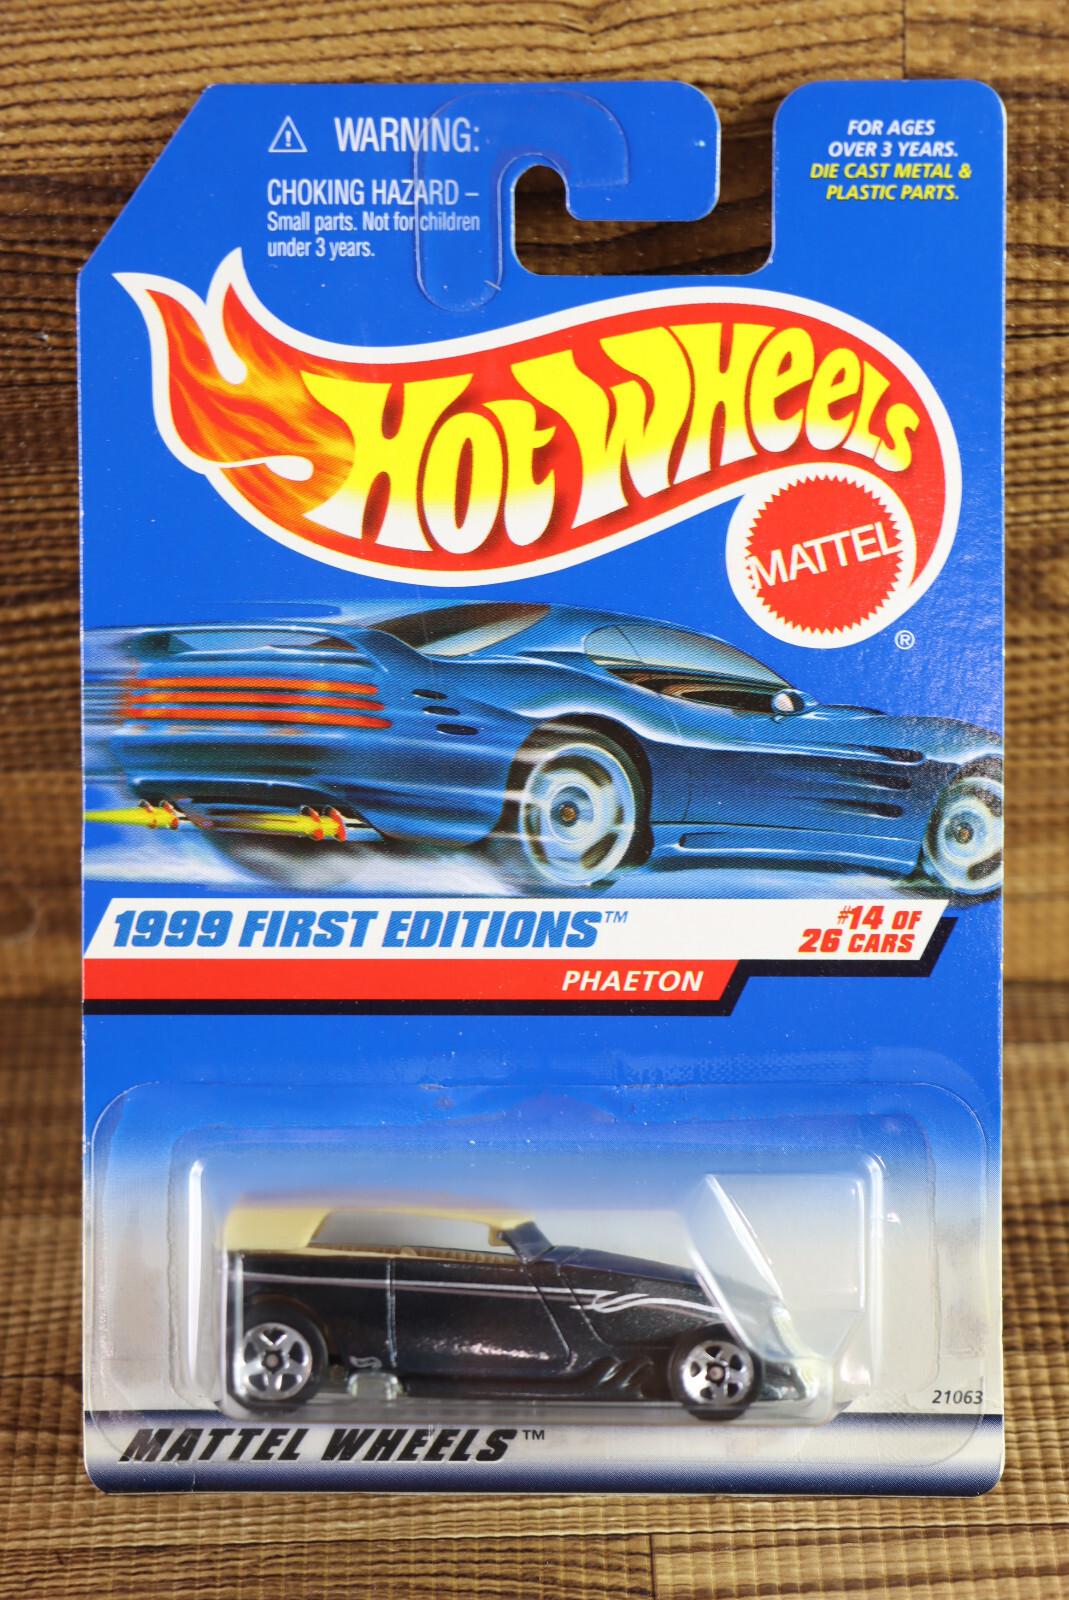 WARNING:
CHOKING HAZARD –
Small parts. Not for children
under 3 years.
FOR AGES
OVER 3 YEARS.
DIE CAST METAL &
PLASTIC PARTS.
HOT WHEELS
MATTEL
®
1999 FIRST EDITIONS™
#14 OF
26 CARS
PHAETON
21063
MATTEL WHEELS™